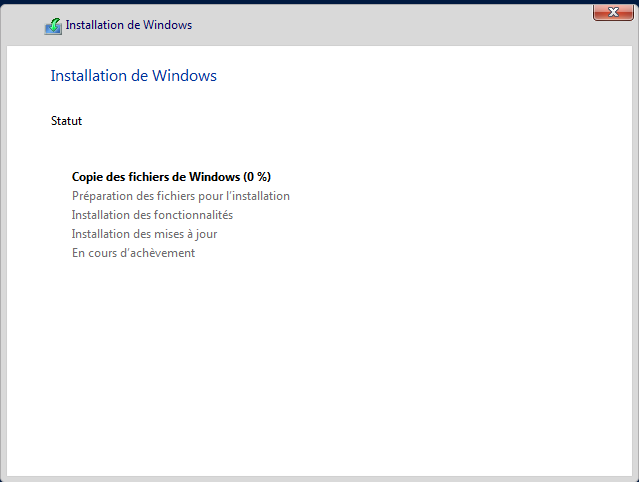 Installation de Windows
Installation de Windows
Statut
Copie des fichiers de Windows (0 %)
Préparation des fichiers pour l'installation
Installation des fonctionnalités
Installation des mises à jour
En cours d'achèvement